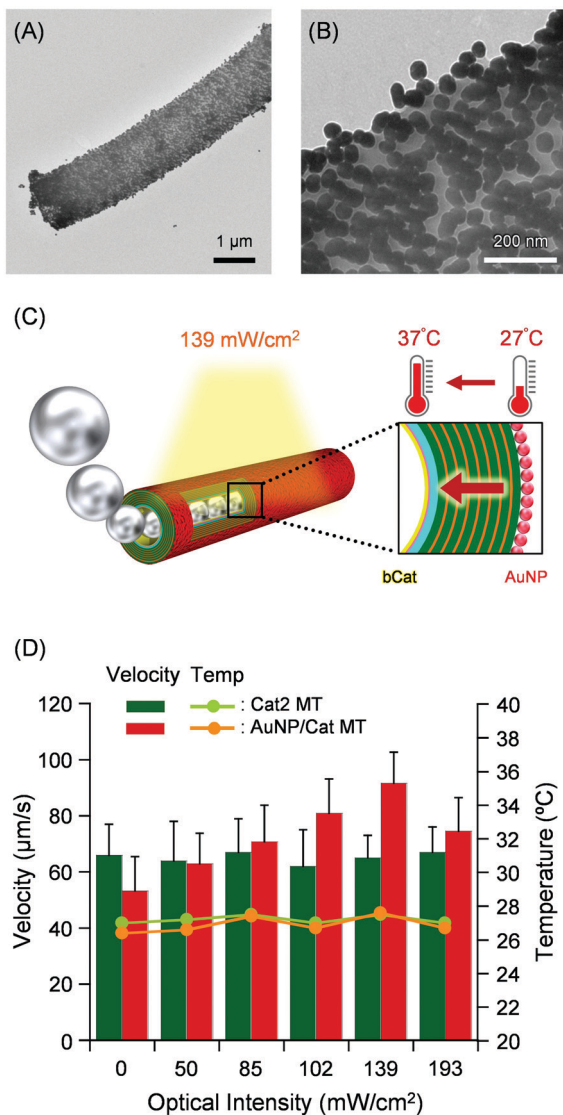 (A)
(B)
1 μm
200 nm
(C)
139 mW/cm²
37°C
27°C
bCat
AuNP
(D)
Velocity Temp
: Cat2 MT
: AuNP/Cat MT
120
100
80
60
40
20
0
Velocity (μm/s)
40
38
36
34
32
30
28
26
24
22
20
Temperature (ºC)
0 50 85 102 139 193
Optical Intensity (mW/cm²)